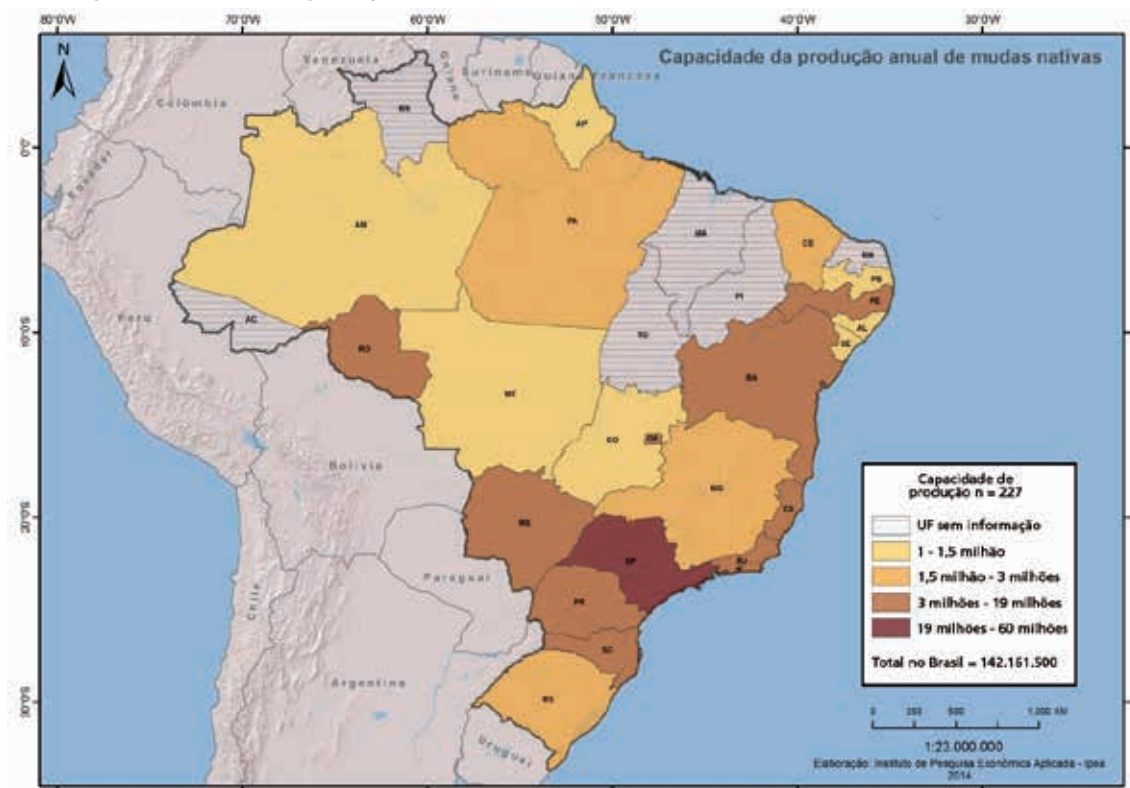 80°0'W 70°0'W 60°0'W 50°0'W 40°0'W 30°0'W
N
Capacidade da produção anual de mudas nativas
Venezuela
Guiana
Suriname
Guiana Francesa
Colômbia
RR
AP
0°0'
Equador
AM
PA
MA
CE
RN
PB
PE
PI
AL
SE
Peru
AC
TO
10°0'S
RO
BA
MT
GO
DF
Bolívia
MG
ES
20°0'S
MS
SP
RJ
Paraguai
PR
Chile
SC
Argentina
RS
30°0'S
Uruguai
Capacidade de
produção n = 227
UF sem informação
1 - 1,5 milhão
1,5 milhão - 3 milhões
3 milhões - 19 milhões
19 milhões - 60 milhões
Total no Brasil = 142.161.500
0 250 500 1.000 KM
1:23.000.000
Elaboração: Instituto de Pesquisa Econômica Aplicada - Ipea
2014